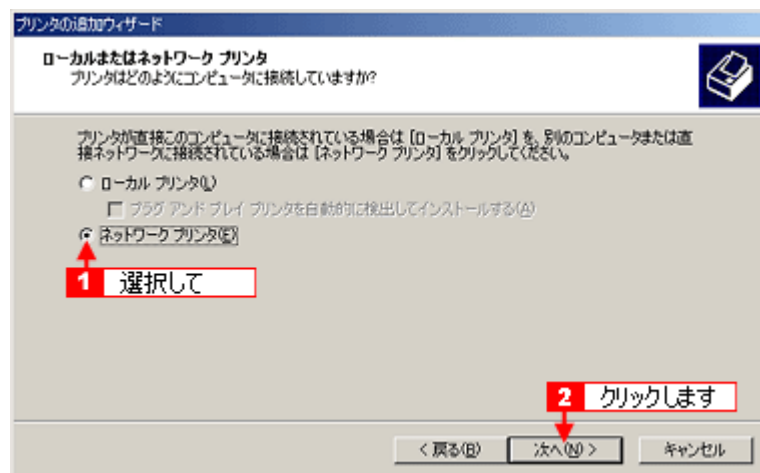 プリンタの追加ウィザード
ローカルまたはネットワーク プリンタ
プリンタはどのようにコンピュータに接続していますか?
プリンタが直接このコンピュータに接続されている場合は [ローカル プリンタ] を、別のコンピュータまたは直
接ネットワークに接続されている場合は [ネットワーク プリンタ] をクリックしてください。
ローカル プリンタ(L)
プラグ アンド プレイ プリンタを自動的に検出してインストールする(A)
ネットワーク プリンタ(E)
1 選択して
2 クリックします
< 戻る(B) 次へ(N) > キャンセル